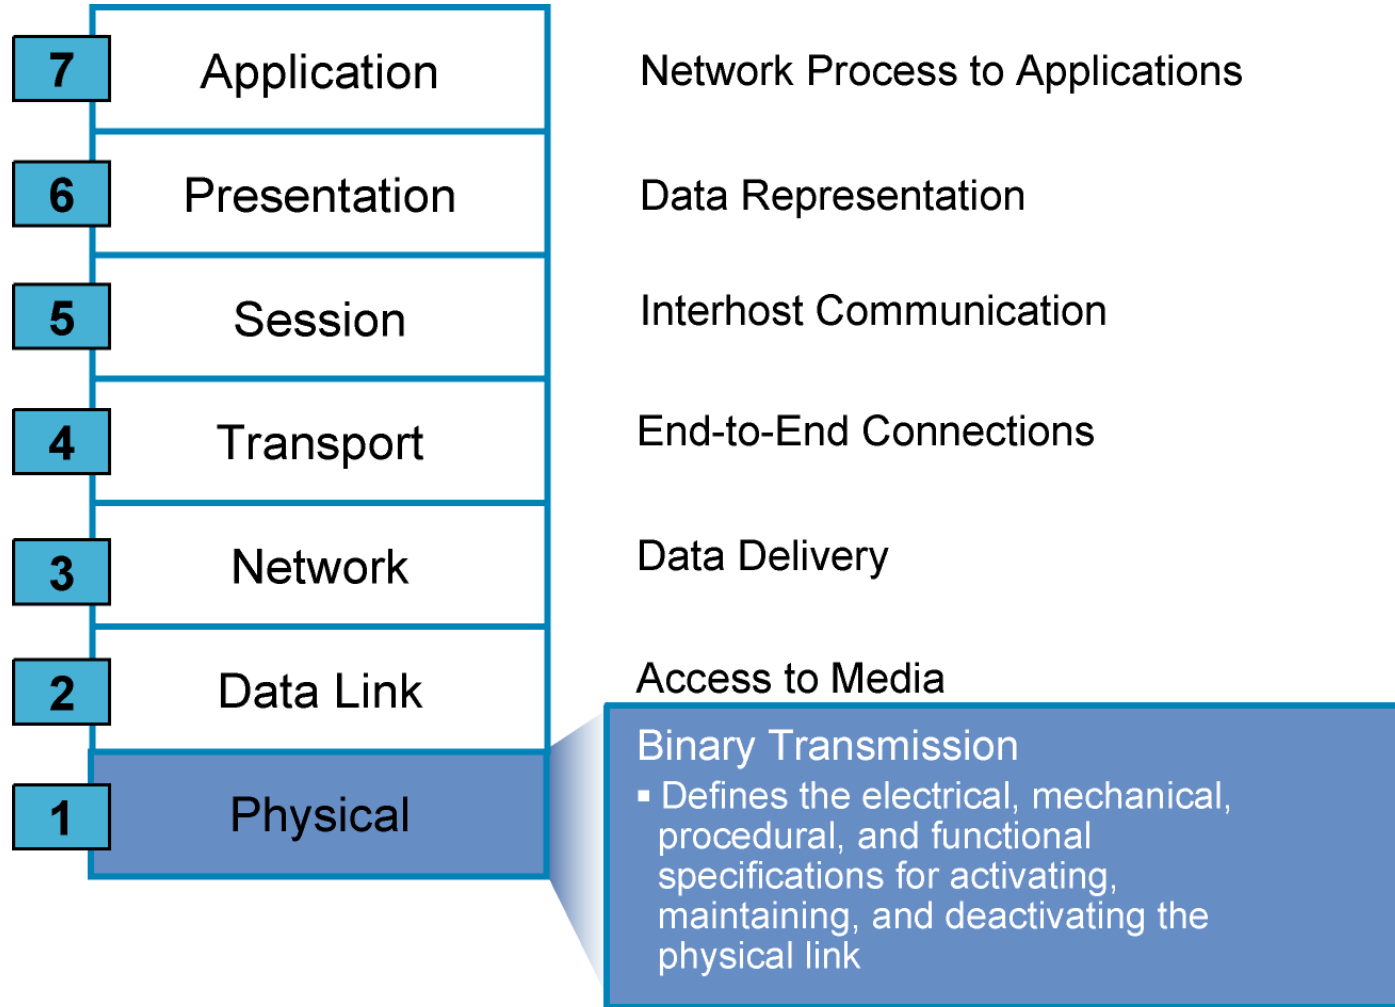 7 Application Network Process to Applications
6 Presentation Data Representation
5 Session Interhost Communication
4 Transport End-to-End Connections
3 Network Data Delivery
2 Data Link Access to Media
1 Physical
Binary Transmission
▪ Defines the electrical, mechanical,
procedural, and functional
specifications for activating,
maintaining, and deactivating the
physical link